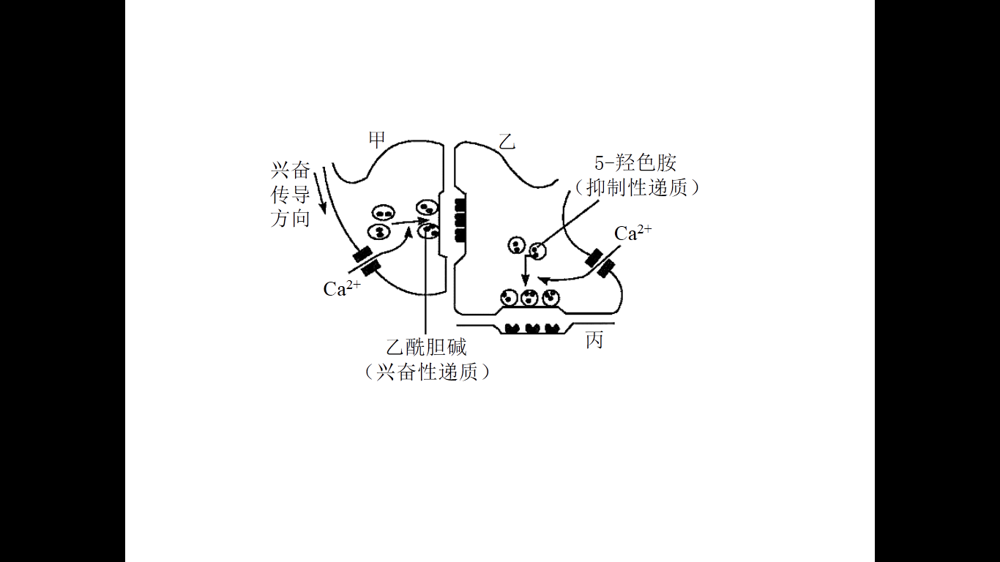 甲
乙
兴奋
传导
方向
5-羟色胺
（抑制性递质）
Ca²⁺
Ca²⁺
乙酰胆碱
（兴奋性递质）
丙